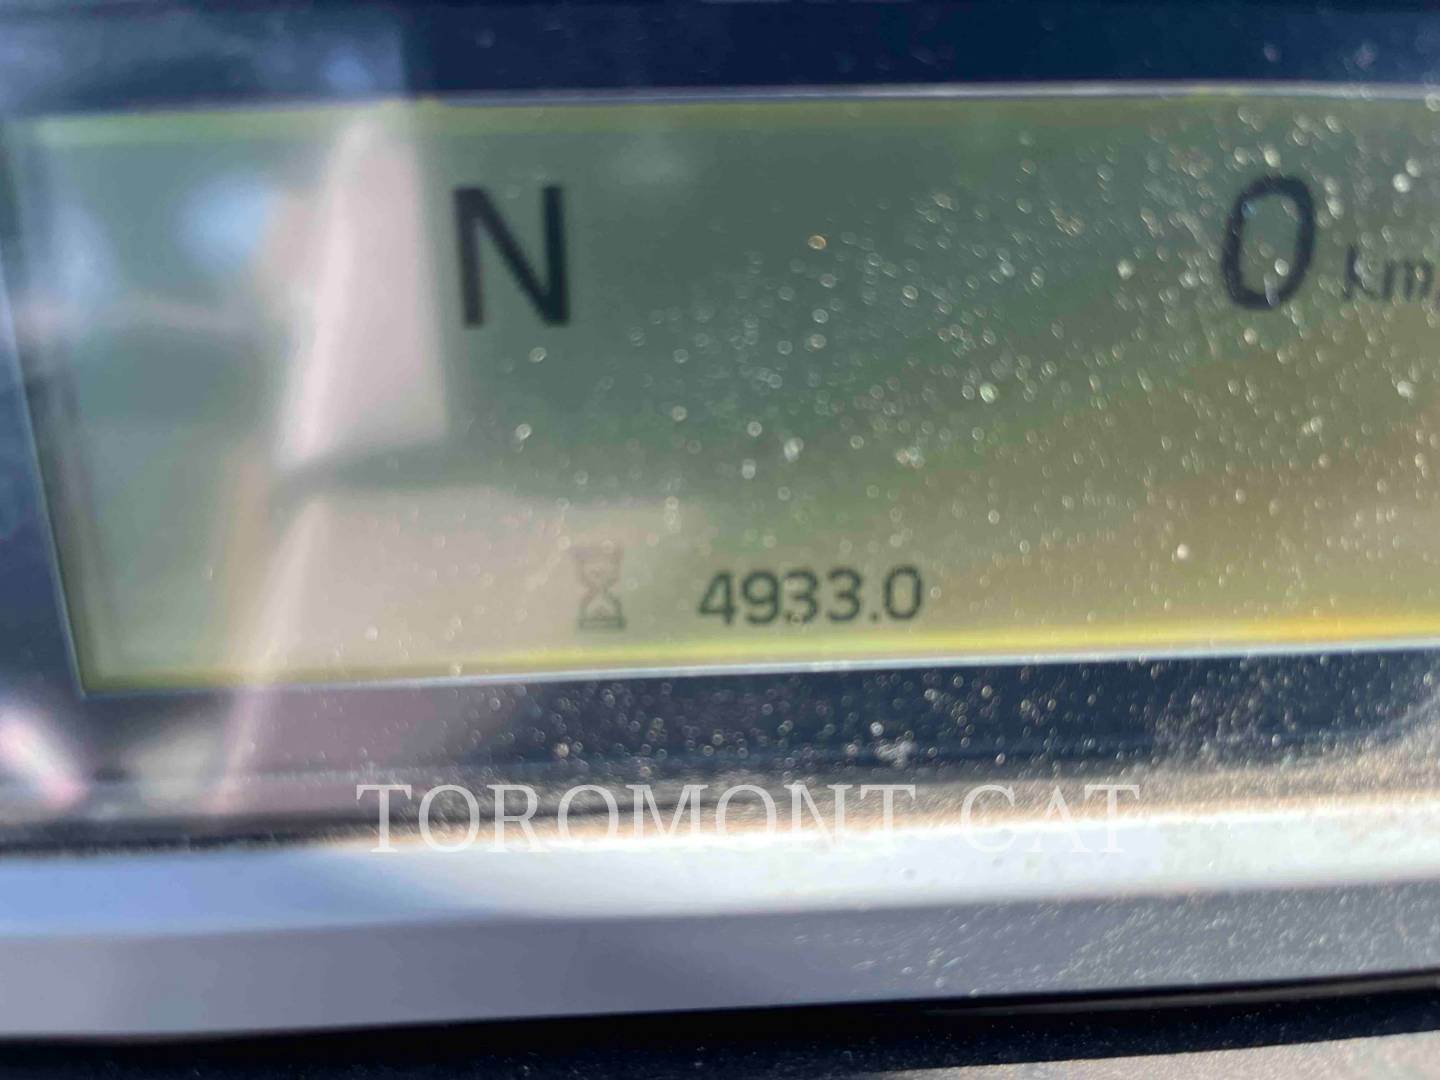 N 0 km/
4933.0
TOROMONT CAT